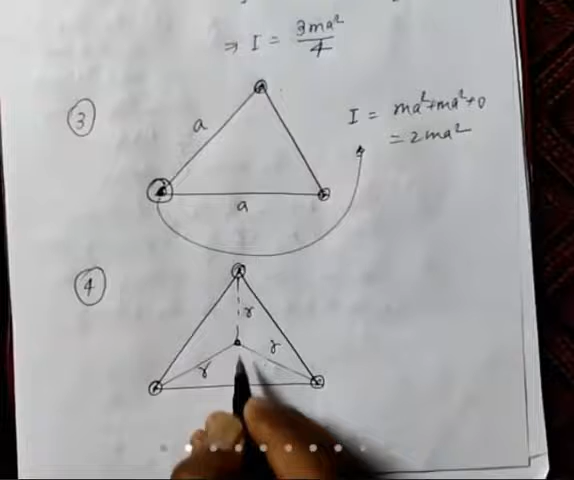 ⇒ I = 3ma²/4
③
a
a
I = ma²+ma²+0
= 2ma²
④
r
r
r